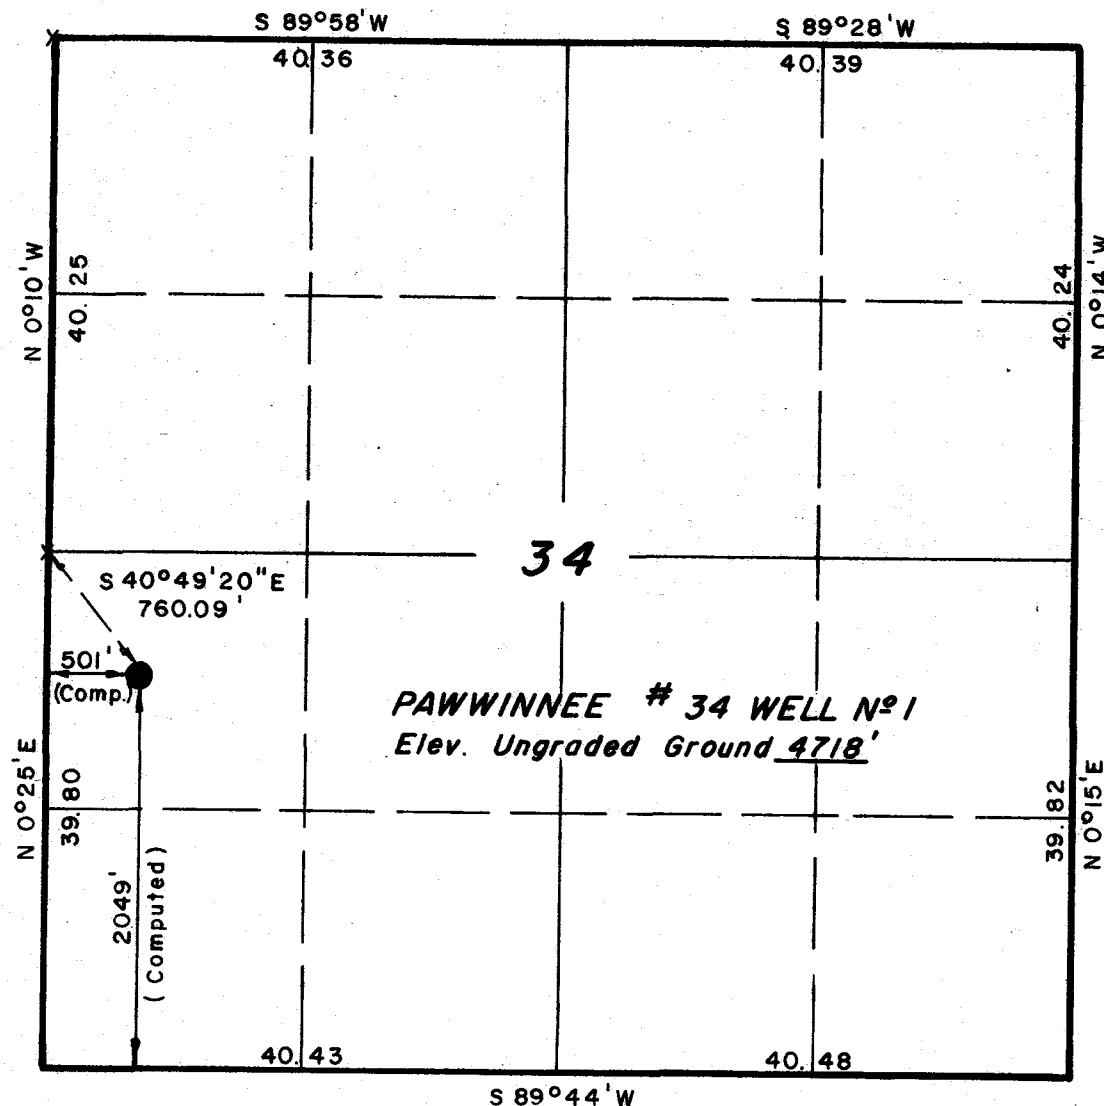 S 89°58'W
S 89°28'W
40.36
40.39
N 0°10'W
40.25
40.24
N 0°14'W
34
S 40°49'20"E
760.09'
501'
(Comp.)
PAWWINNEE # 34 WELL Nº 1
Elev. Ungraded Ground 4718'
N 0°25'E
39.80
39.82
N 0°15'E
2049'
(Computed)
40.43
40.48
S 89°44'W